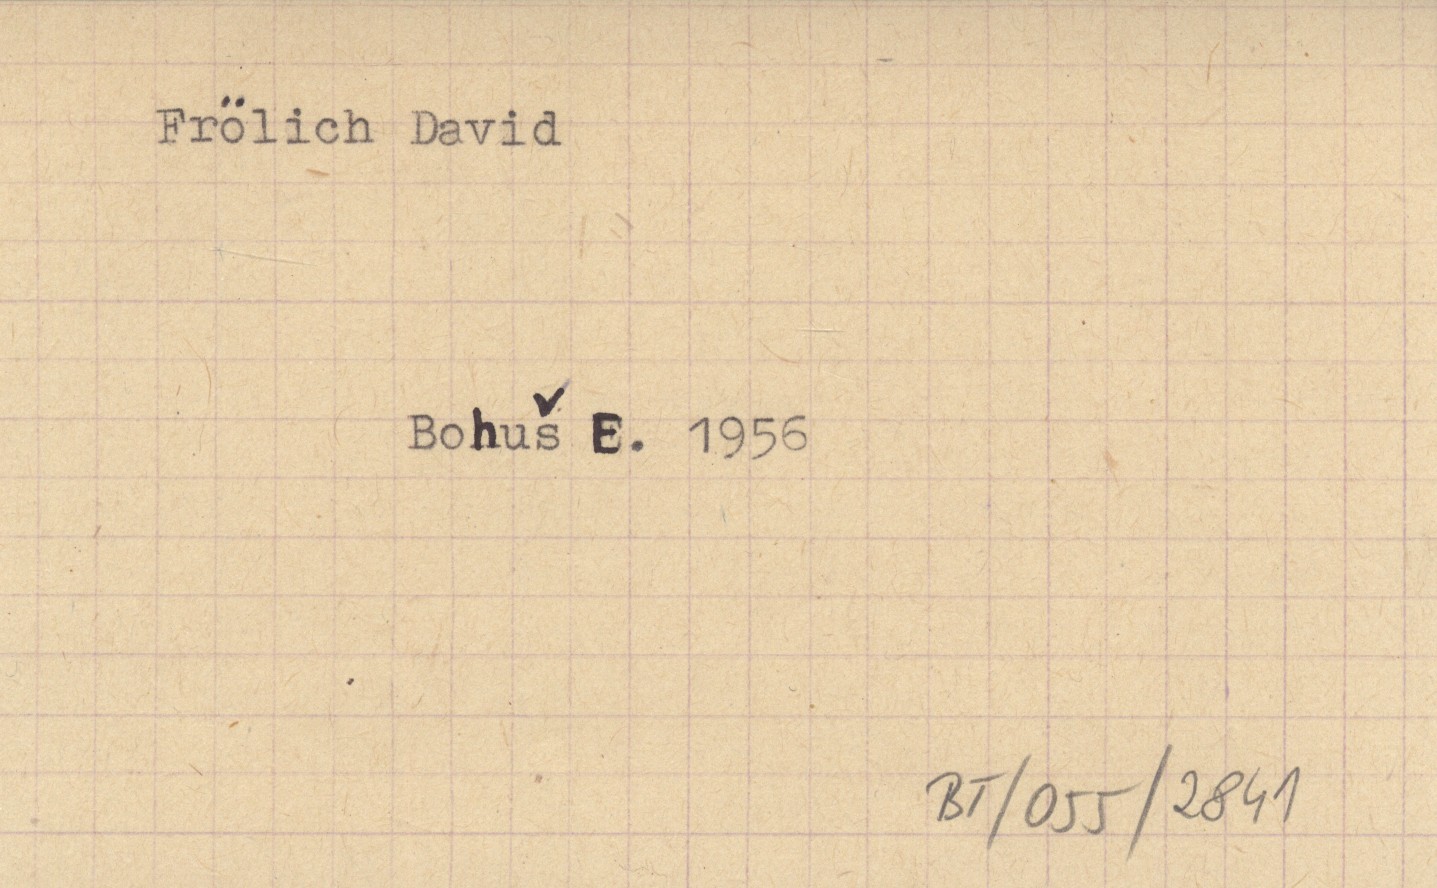 Frölich David
Bohuš E. 1956
BT/055/2841